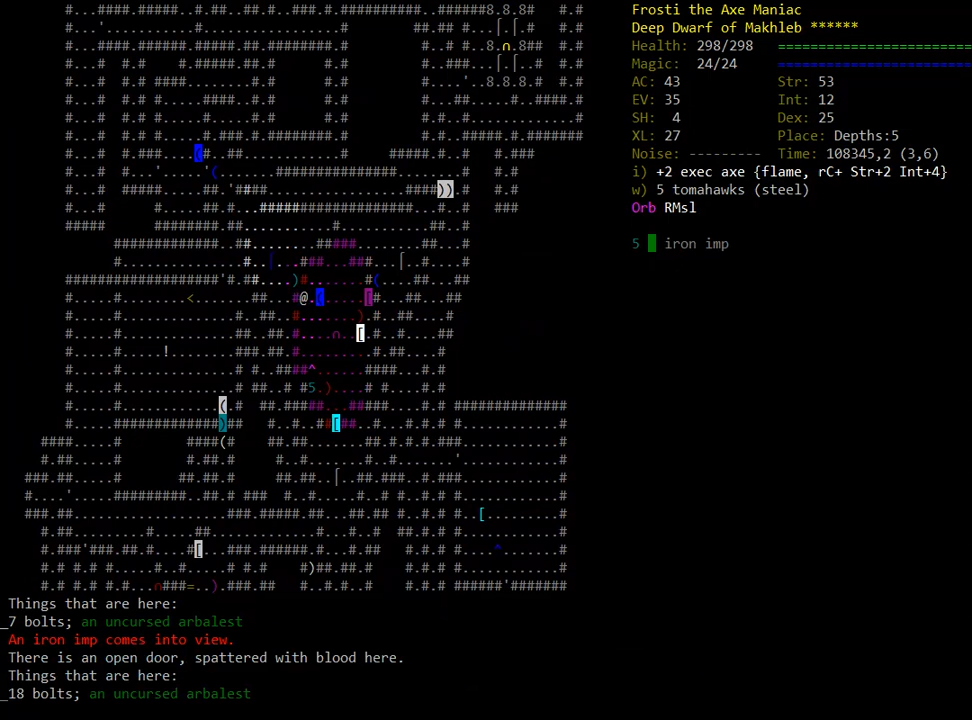 Frosti the Axe Maniac
Deep Dwarf of Makhleb ******
Health: 298/298
Magic: 24/24
AC: 43 Str: 53
EV: 35 Int: 12
SH: 4 Dex: 25
XL: 27 Place: Depths:5
Noise: --------- Time: 108345,2 (3,6)
i) +2 exec axe {flame, rC+ Str+2 Int+4}
w) 5 tomahawks (steel)
Orb RMsl
5 iron imp
Things that are here:
_7 bolts; an uncursed arbalest
An iron imp comes into view.
There is an open door, spattered with blood here.
Things that are here:
_18 bolts; an uncursed arbalest